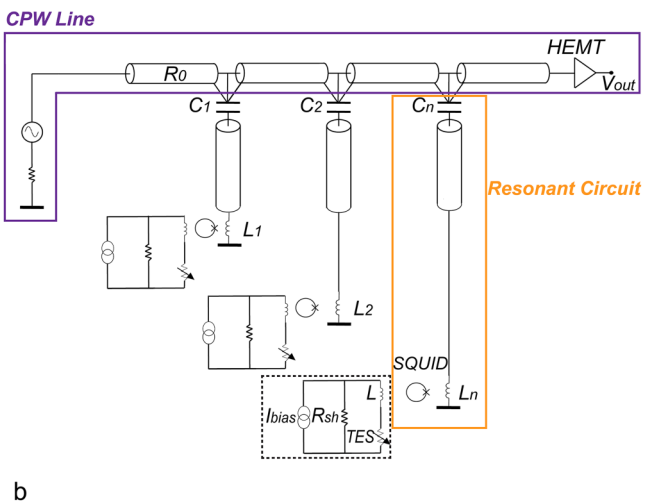 CPW Line
HEMT
R0
Vout
C1
C2
Cn
Resonant Circuit
L1
L2
SQUID
Ln
L
Ibias
Rsh
TES
b